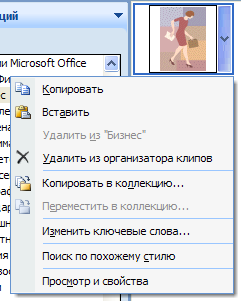 ций
и Microsoft Office
Копировать
Вставить
Удалить из "Бизнес"
Удалить из организатора клипов
Копировать в коллекцию...
Переместить в коллекцию...
Изменить ключевые слова...
Поиск по похожему стилю
Просмотр и свойства